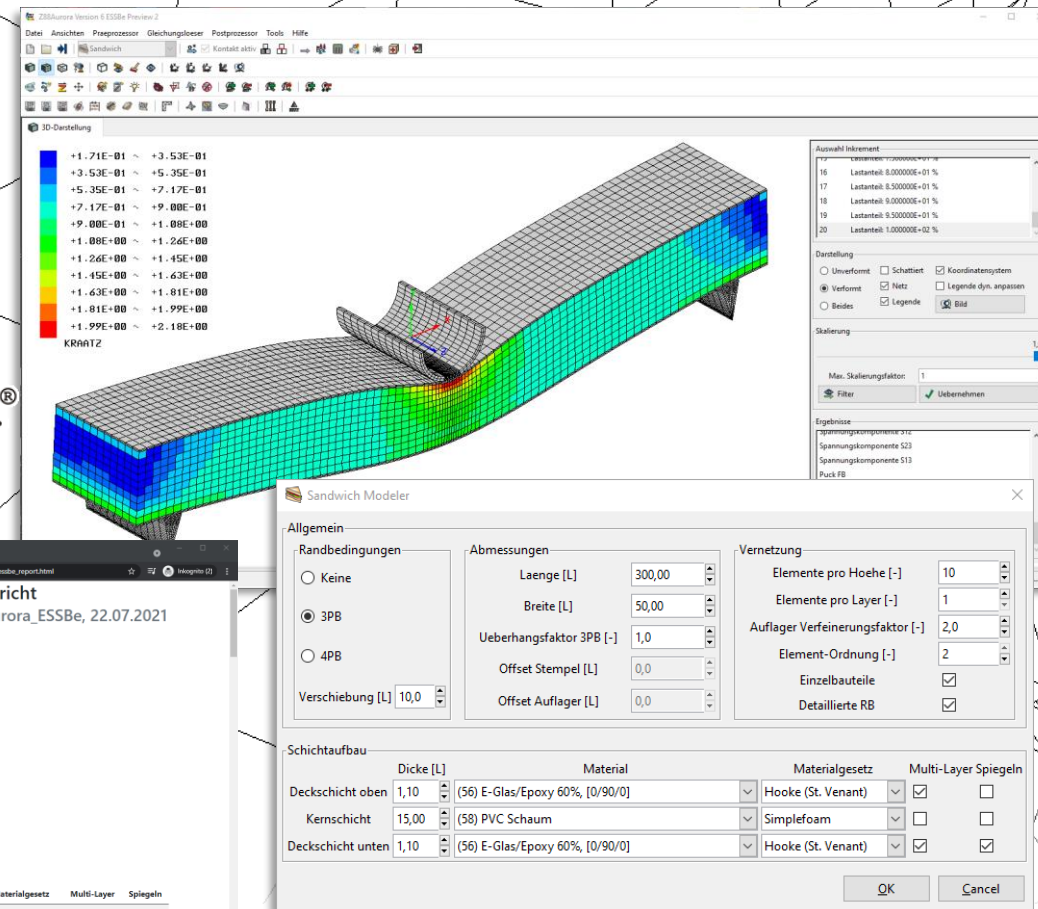 Z88Aurora Version 6 ESSBe Preview 2
Datei Ansichten Praeprozessor Gleichungsloeser Postprozessor Tools Hilfe
Sandwich Kontakt aktiv
3D-Darstellung
+1.71E-01 ~ +3.53E-01
+3.53E-01 ~ +5.35E-01
+5.35E-01 ~ +7.17E-01
+7.17E-01 ~ +9.00E-01
+9.00E-01 ~ +1.08E+00
+1.08E+00 ~ +1.26E+00
+1.26E+00 ~ +1.45E+00
+1.45E+00 ~ +1.63E+00
+1.63E+00 ~ +1.81E+00
+1.81E+00 ~ +1.99E+00
+1.99E+00 ~ +2.18E+00
KRAATZ
®
Auswahl Inkrement
16 Lastanteil: 8.000000E+01 %
17 Lastanteil: 8.500000E+01 %
18 Lastanteil: 9.000000E+01 %
19 Lastanteil: 9.500000E+01 %
20 Lastanteil: 1.000000E+02 %
Darstellung
Unverformt Schattiert Koordinatensystem
Verformt Netz Legende dyn. anpassen
Beides Legende Bild
Skalierung
1,
Max. Skalierungsfaktor: 1
Filter Uebernehmen
Ergebnisse
Spannungskomponente S12
Spannungskomponente S23
Spannungskomponente S13
Puck FB
essbe_report.html Inkognito (2)
richt
rora_ESSBe, 22.07.2021
aterialgesetz Multi-Layer Spiegeln
Sandwich Modeler
Allgemein
Randbedingungen
Keine
3PB
4PB
Verschiebung [L] 10,0
Abmessungen
Laenge [L] 300,00
Breite [L] 50,00
Ueberhangsfaktor 3PB [-] 1,0
Offset Stempel [L] 0,0
Offset Auflager [L] 0,0
Vernetzung
Elemente pro Hoehe [-] 10
Elemente pro Layer [-] 1
Auflager Verfeinerungsfaktor [-] 2,0
Element-Ordnung [-] 2
Einzelbauteile
Detaillierte RB
Schichtaufbau
Dicke [L] Material Materialgesetz Multi-Layer Spiegeln
Deckschicht oben 1,10 (56) E-Glas/Epoxy 60%, [0/90/0] Hooke (St. Venant)
Kernschicht 15,00 (58) PVC Schaum Simplefoam
Deckschicht unten 1,10 (56) E-Glas/Epoxy 60%, [0/90/0] Hooke (St. Venant)
OK Cancel